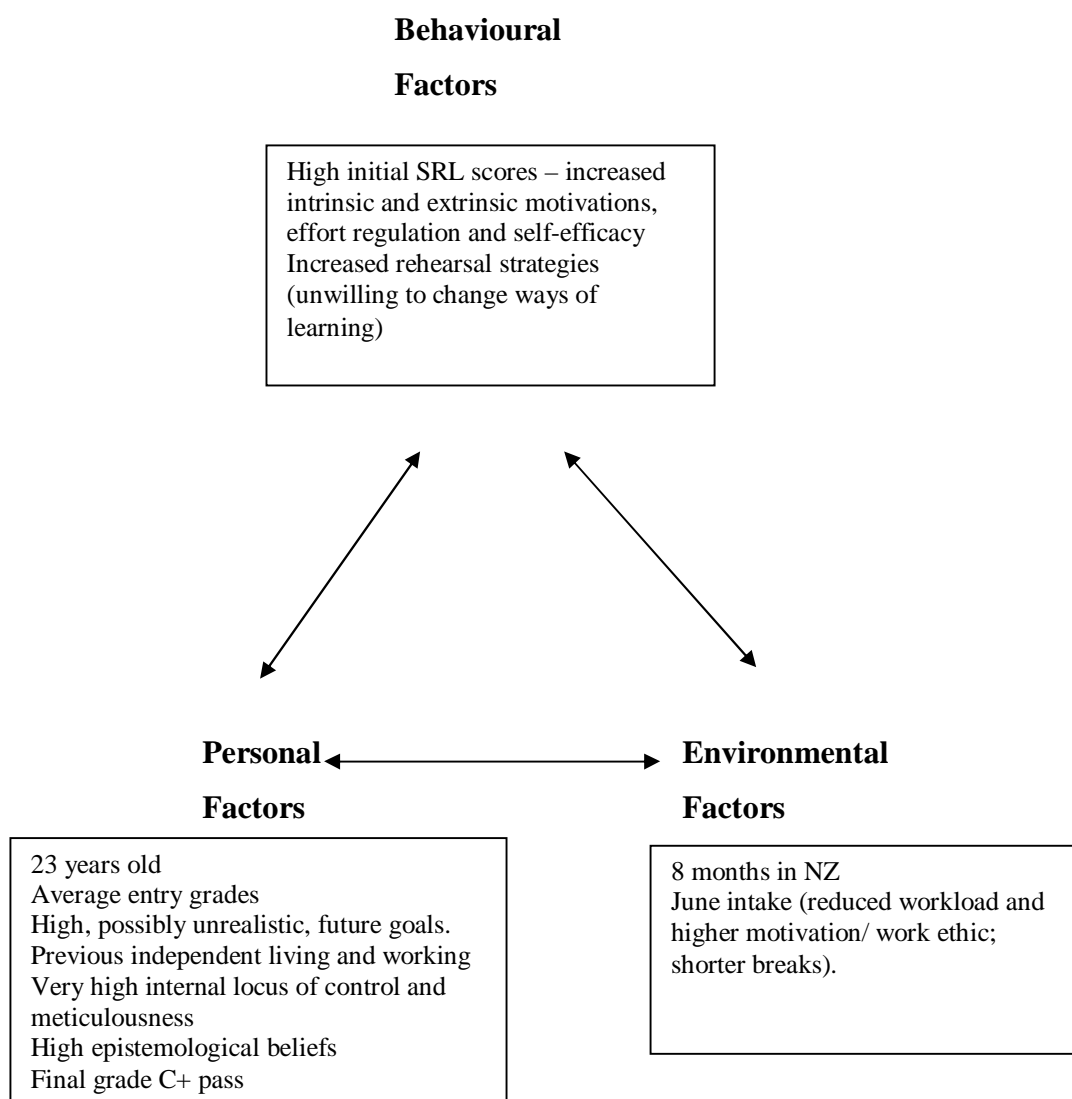 Behavioural
Factors
High initial SRL scores – increased
intrinsic and extrinsic motivations,
effort regulation and self-efficacy
Increased rehearsal strategies
(unwilling to change ways of
learning)
Personal
Factors
23 years old
Average entry grades
High, possibly unrealistic, future goals.
Previous independent living and working
Very high internal locus of control and
meticulousness
High epistemological beliefs
Final grade C+ pass
Environmental
Factors
8 months in NZ
June intake (reduced workload and
higher motivation/ work ethic;
shorter breaks).